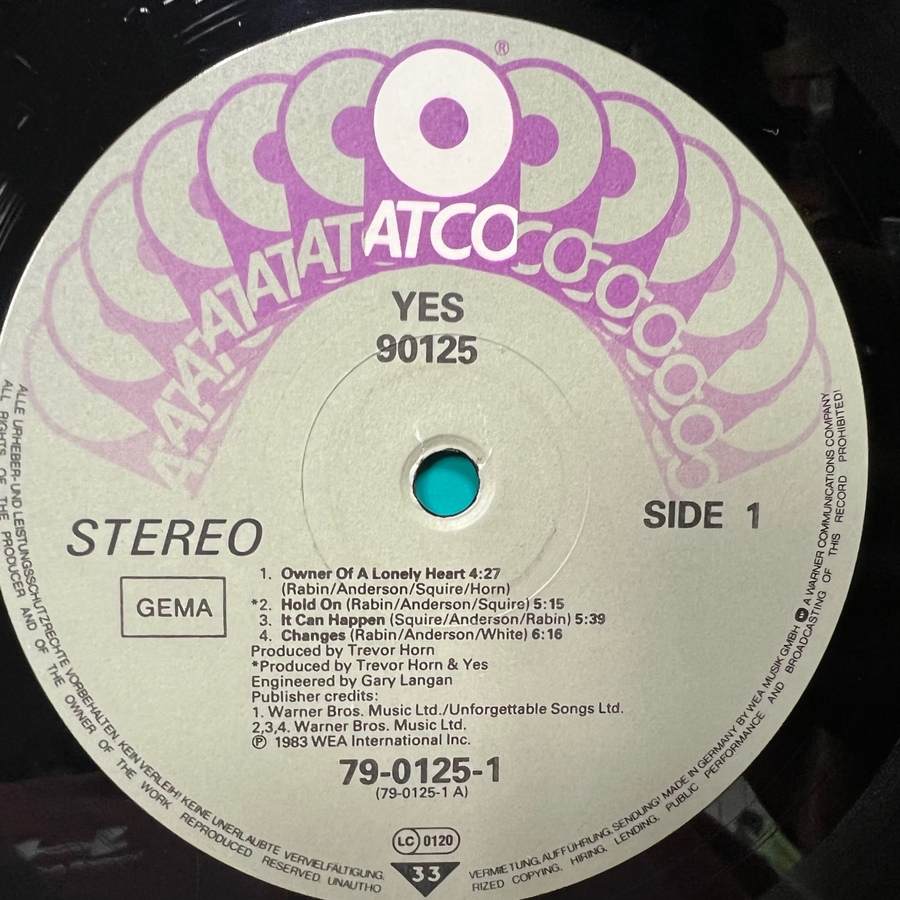 ®
ATCO
YES
90125
STEREO
SIDE 1
GEMA
1. Owner Of A Lonely Heart 4:27
(Rabin/Anderson/Squire/Horn)
*2. Hold On (Rabin/Anderson/Squire) 5:15
3. It Can Happen (Squire/Anderson/Rabin) 5:39
4. Changes (Rabin/Anderson/White) 6:16
Produced by Trevor Horn
*Produced by Trevor Horn & Yes
Engineered by Gary Langan
Publisher credits:
1. Warner Bros. Music Ltd./Unforgettable Songs Ltd.
2,3,4. Warner Bros. Music Ltd.
℗ 1983 WEA International Inc.
79-0125-1
(79-0125-1 A)
LC 0120
33
ALLE URHEBER-UND LEISTUNGSSCHUTZRECHTE VORBEHALTEN. KEIN VERLEIH! KEINE UNERLAUBTE VERVIELFÄLTIGUNG, VERMIETUNG, AUFFÜHRUNG, SENDUNG! MADE IN GERMANY BY WEA MUSIK GMBH A WARNER COMMUNICATIONS COMPANY
ALL RIGHTS OF THE PRODUCER AND OF THE OWNER OF THE WORK REPRODUCED RESERVED. UNAUTHORIZED COPYING, HIRING, LENDING, PUBLIC PERFORMANCE AND BROADCASTING OF THIS RECORD PROHIBITED!